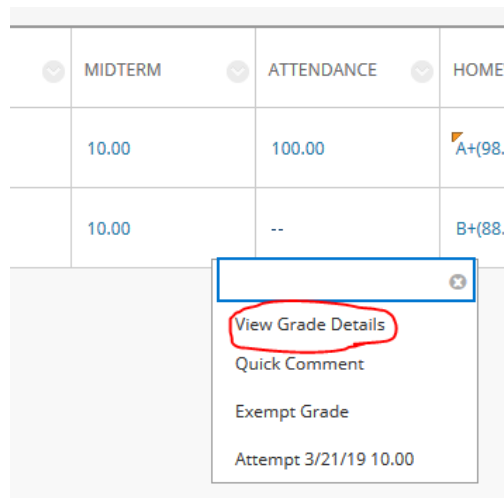 MIDTERM ATTENDANCE HOME
10.00 100.00 A+(98.
10.00 -- B+(88.
View Grade Details
Quick Comment
Exempt Grade
Attempt 3/21/19 10.00